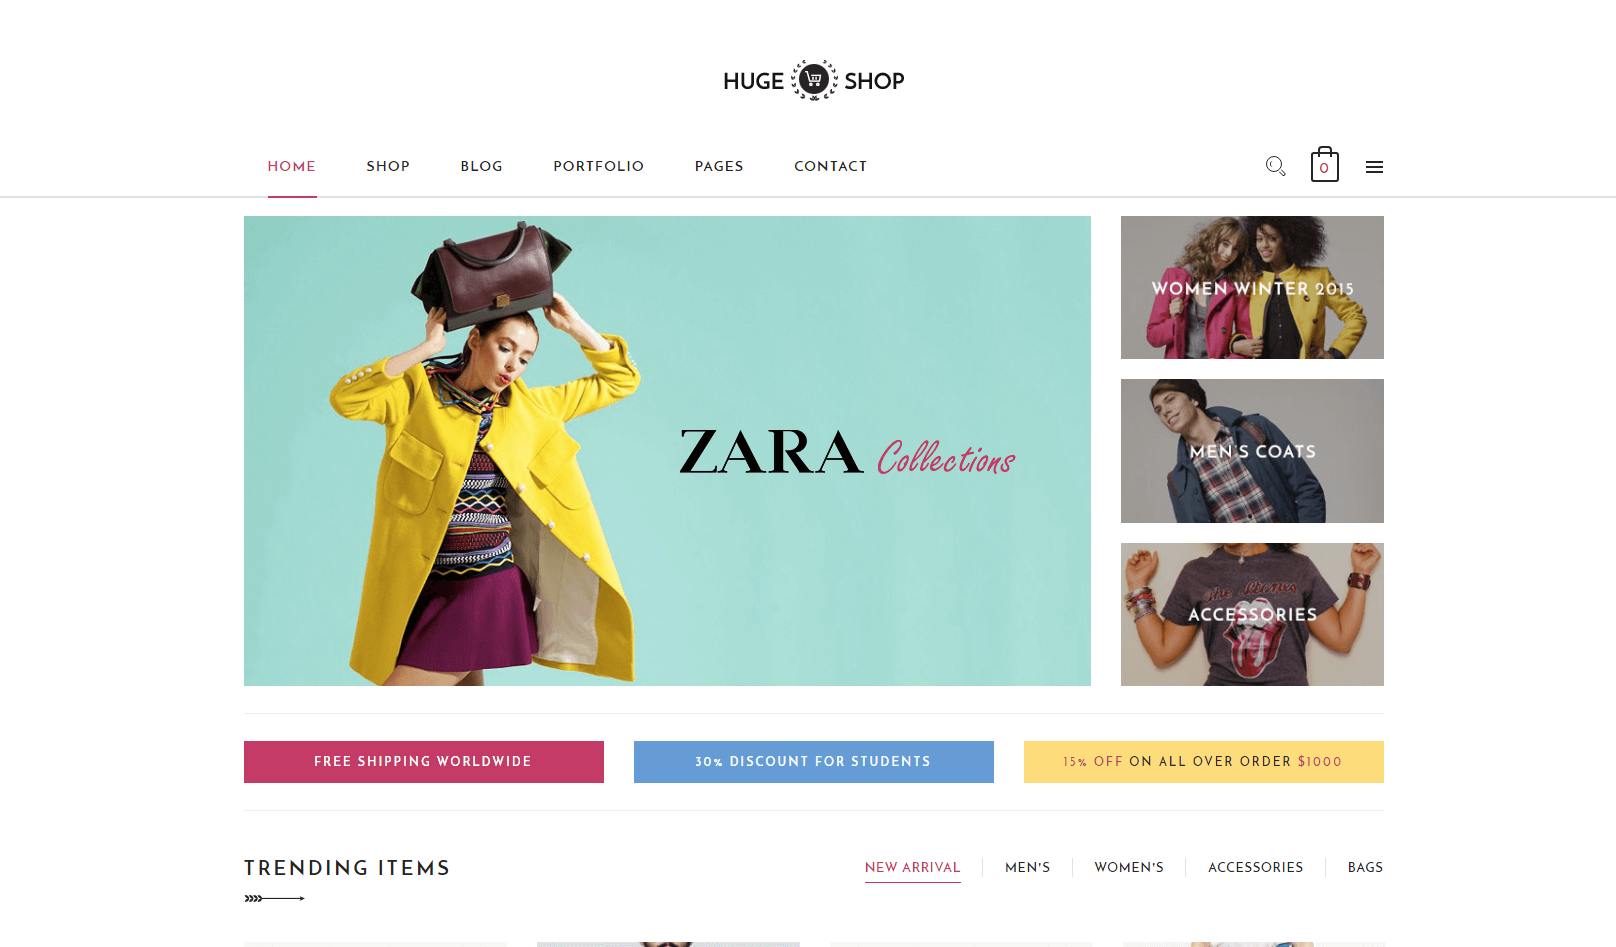 HUGE SHOP
HOME SHOP BLOG PORTFOLIO PAGES CONTACT
0
ZARA Collections
WOMEN WINTER 2015
MEN'S COATS
The Stones
ACCESSORIES
FREE SHIPPING WORLDWIDE
30% DISCOUNT FOR STUDENTS
15% OFF ON ALL OVER ORDER $1000
TRENDING ITEMS
NEW ARRIVAL MEN'S WOMEN'S ACCESSORIES BAGS